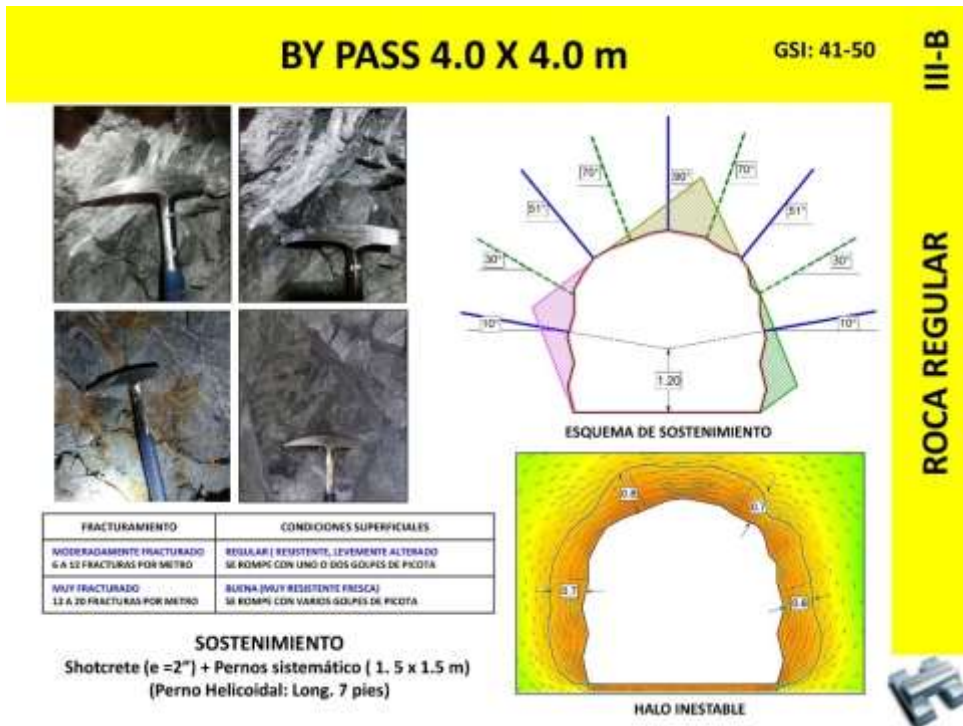 BY PASS 4.0 X 4.0 m
GSI: 41-50
III-B
ROCA REGULAR
90°
70°
70°
51°
51°
30°
30°
10°
10°
1.20
ESQUEMA DE SOSTENIMIENTO
FRACTURAMIENTO
CONDICIONES SUPERFICIALES
MODERADAMENTE FRACTURADO
6 A 12 FRACTURAS POR METRO
REGULAR ( RESISTENTE, LEVEMENTE ALTERADO
SE ROMPE CON UNO O DOS GOLPES DE PICOTA
MUY FRACTURADO
12 A 20 FRACTURAS POR METRO
BUENA (MUY RESISTENTE FRESCA)
SE ROMPE CON VARIOS GOLPES DE PICOTA
SOSTENIMIENTO
Shotcrete (e =2") + Pernos sistemático ( 1. 5 x 1.5 m)
(Perno Helicoidal: Long. 7 pies)
0.8
0.7
0.7
0.6
HALO INESTABLE